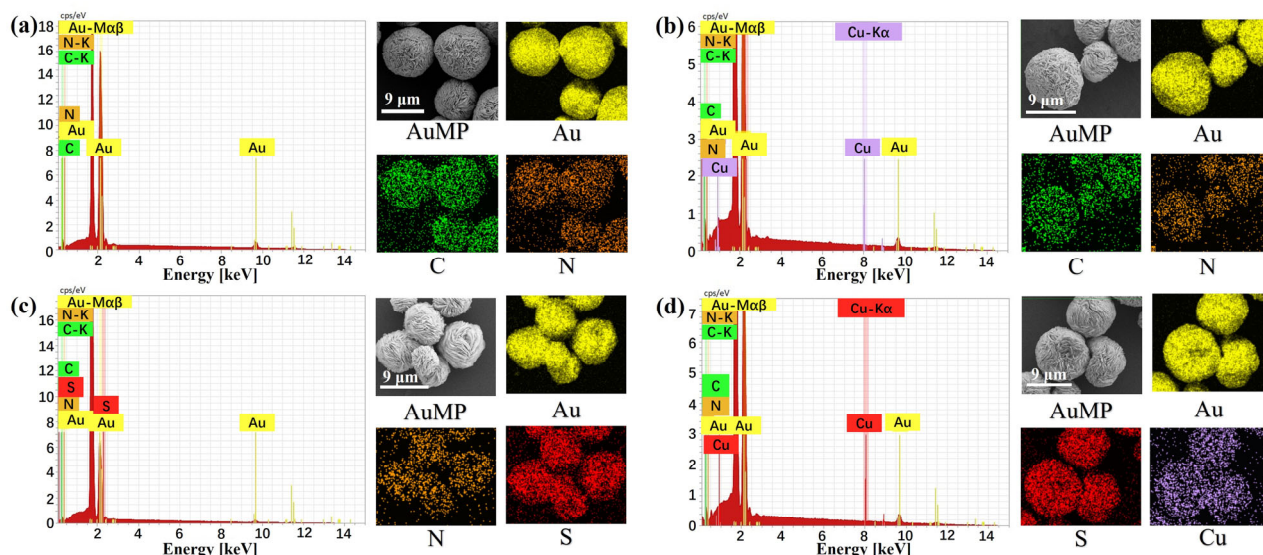 (a)
cps/eV
18
16
14
12
10
8
6
4
2
0
Au-Mαβ
N-K
C-K
N
Au
C
Au
Au
2 4 6 8 10 12 14
Energy [keV]
9 μm
AuMP
Au
C
N
(b)
cps/eV
6
5
4
3
2
1
0
Au-Mαβ
N-K
C-K
Cu-Kα
C
Au
N
Cu
Au
Cu
Au
2 4 6 8 10 12 14
Energy [keV]
9 μm
AuMP
Au
C
N
(c)
cps/eV
16
14
12
10
8
6
4
2
0
Au-Mαβ
N-K
C-K
C
S
N
Au
S
Au
Au
2 4 6 8 10 12 14
Energy [keV]
9 μm
AuMP
Au
N
S
(d)
cps/eV
7
6
5
4
3
2
1
0
Au-Mαβ
N-K
C-K
Cu-Kα
C
N
Au
Au
Cu
Cu
Au
2 4 6 8 10 12 14
Energy [keV]
9 μm
AuMP
Au
S
Cu